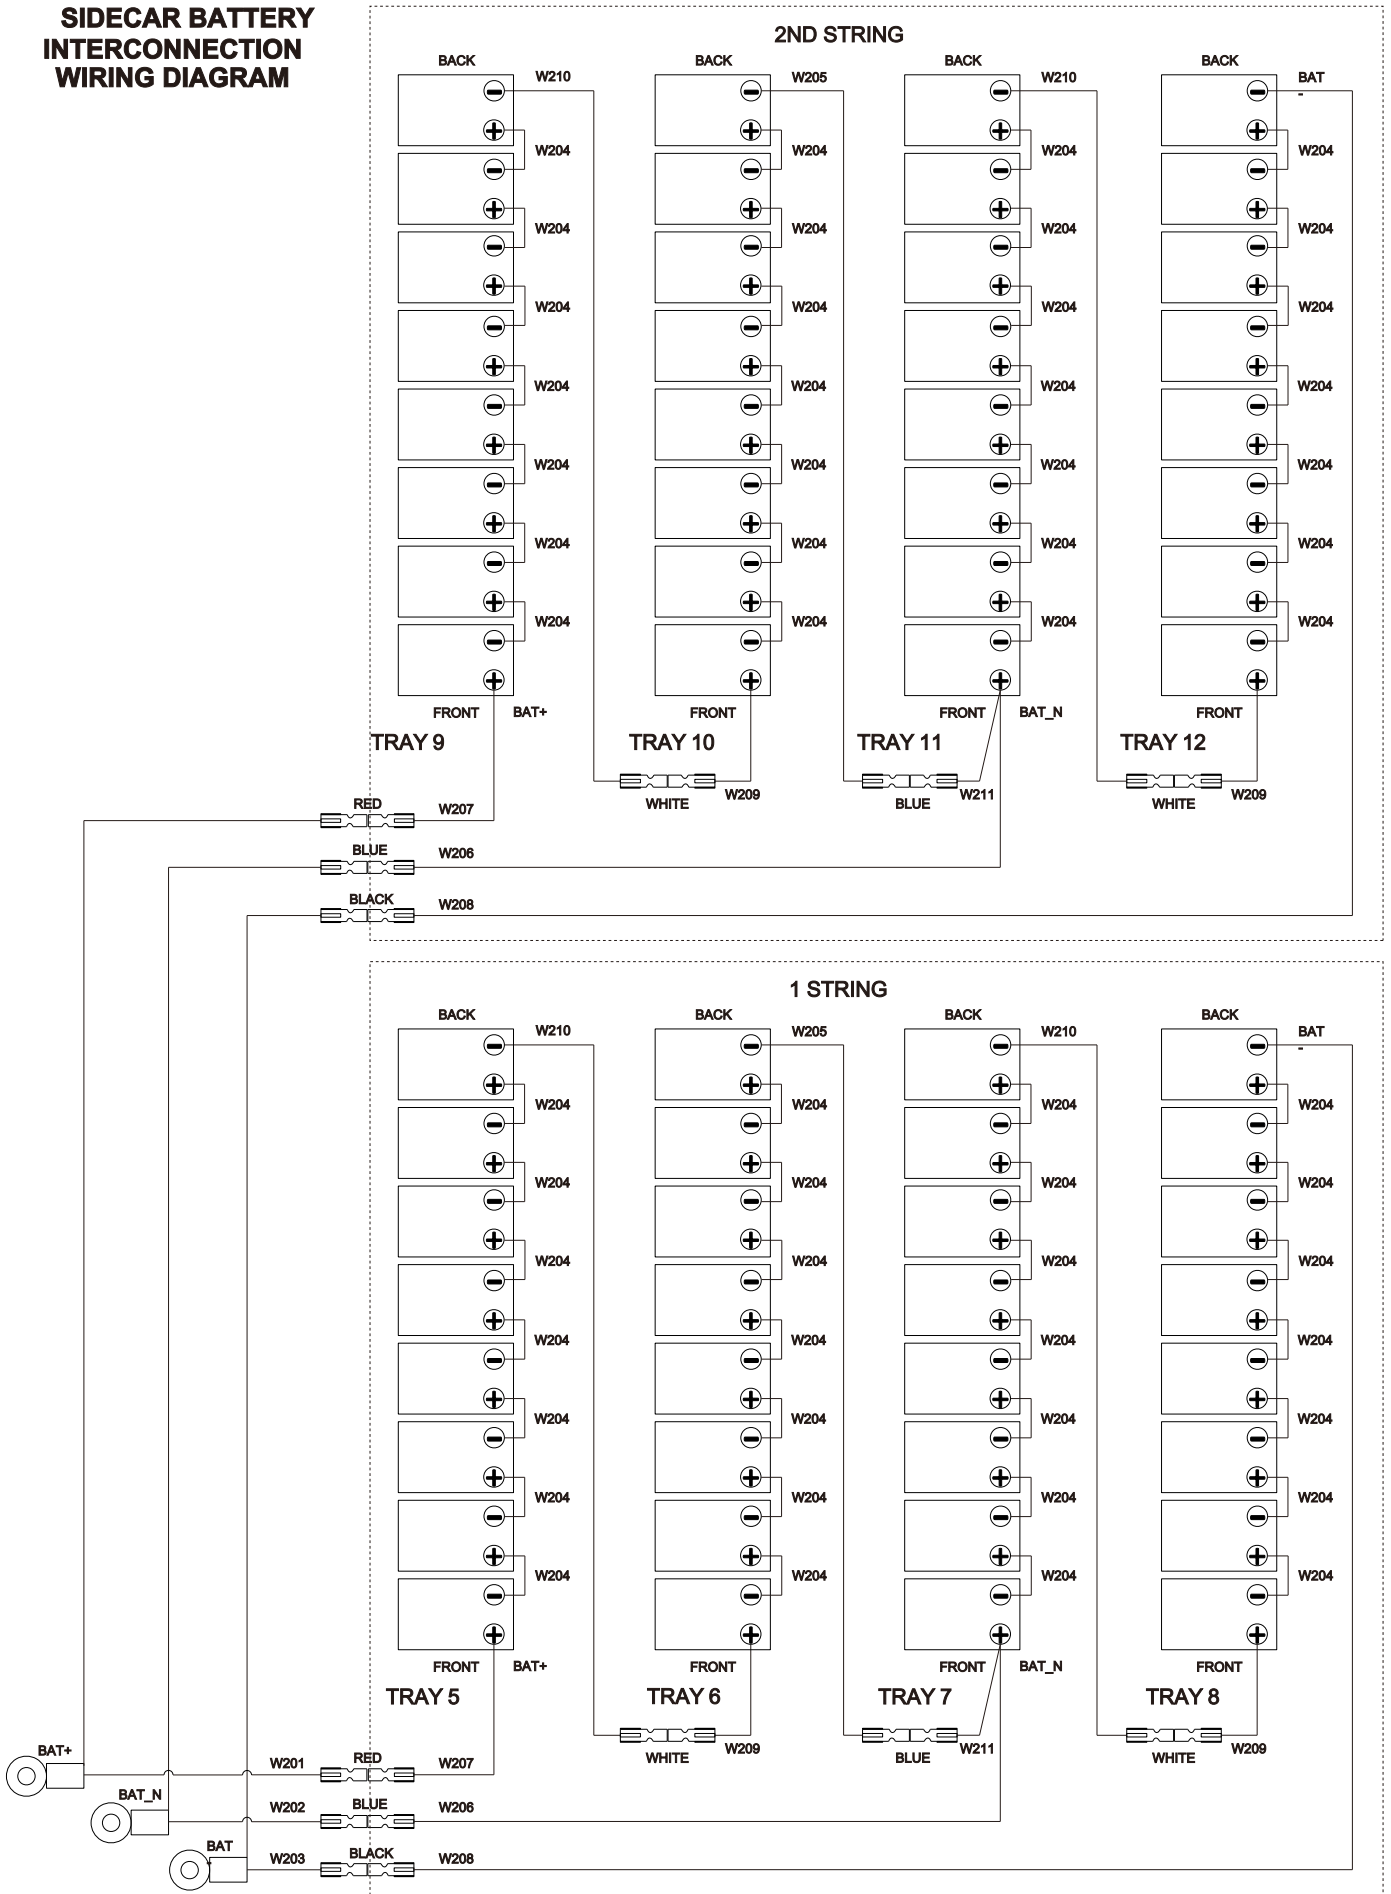 SIDECAR BATTERY
INTERCONNECTION
WIRING DIAGRAM
2ND STRING
BACK BACK BACK BACK
W210 W205 W210 BAT
-
W204 W204 W204 W204
W204 W204 W204 W204
W204 W204 W204 W204
W204 W204 W204 W204
W204 W204 W204 W204
W204 W204 W204 W204
W204 W204 W204 W204
FRONT BAT+ FRONT FRONT BAT_N FRONT
TRAY 9 TRAY 10 TRAY 11 TRAY 12
W209 W211 W209
WHITE BLUE WHITE
RED W207
BLUE W206
BLACK W208
1 STRING
BACK BACK BACK BACK
W210 W205 W210 BAT
-
W204 W204 W204 W204
W204 W204 W204 W204
W204 W204 W204 W204
W204 W204 W204 W204
W204 W204 W204 W204
W204 W204 W204 W204
W204 W204 W204 W204
FRONT BAT+ FRONT FRONT BAT_N FRONT
TRAY 5 TRAY 6 TRAY 7 TRAY 8
W209 W211 W209
WHITE BLUE WHITE
BAT+ W201 RED W207
BAT_N W202 BLUE W206
BAT
-
W203 BLACK W208